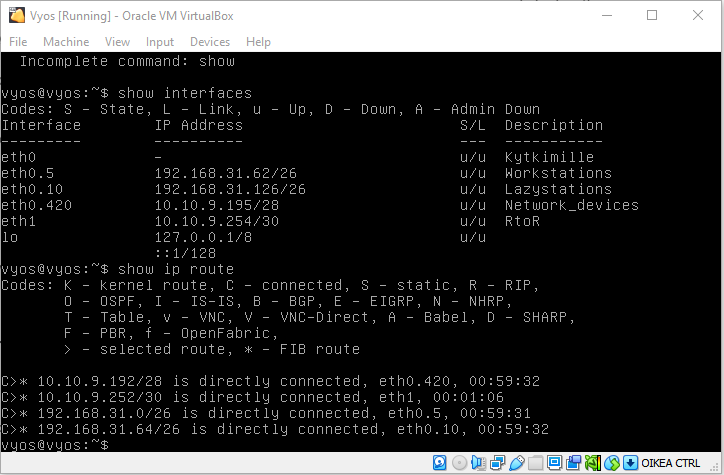 Vyos [Running] - Oracle VM VirtualBox
File Machine View Input Devices Help
Incomplete command: show
vyos@vyos:~$ show interfaces
Codes: S - State, L - Link, u - Up, D - Down, A - Admin Down
Interface IP Address S/L Description
--------- ---------- --- -----------
eth0 - u/u Kytkimille
eth0.5 192.168.31.62/26 u/u Workstations
eth0.10 192.168.31.126/26 u/u Lazystations
eth0.420 10.10.9.195/28 u/u Network_devices
eth1 10.10.9.254/30 u/u RtoR
lo 127.0.0.1/8 u/u
::1/128
vyos@vyos:~$ show ip route
Codes: K - kernel route, C - connected, S - static, R - RIP,
O - OSPF, I - IS-IS, B - BGP, E - EIGRP, N - NHRP,
T - Table, v - VNC, V - VNC-Direct, A - Babel, D - SHARP,
F - PBR, f - OpenFabric,
> - selected route, * - FIB route
C>* 10.10.9.192/28 is directly connected, eth0.420, 00:59:32
C>* 10.10.9.252/30 is directly connected, eth1, 00:01:06
C>* 192.168.31.0/26 is directly connected, eth0.5, 00:59:31
C>* 192.168.31.64/26 is directly connected, eth0.10, 00:59:32
vyos@vyos:~$
OIKEA CTRL